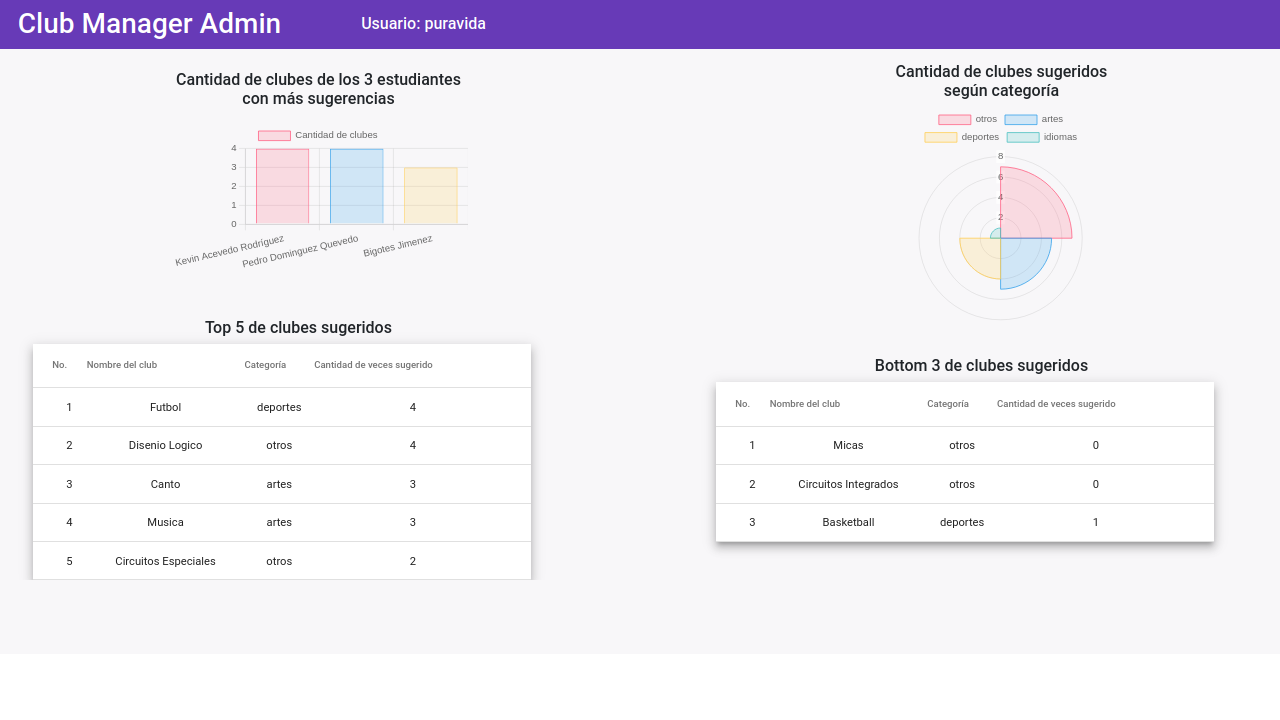 Club Manager Admin
Usuario: puravida
Cantidad de clubes de los 3 estudiantes
con más sugerencias
Cantidad de clubes
4
3
2
1
0
Kevin Acevedo Rodríguez
Pedro Dominguez Quevedo
Bigotes Jimenez
Cantidad de clubes sugeridos
según categoría
otros artes
deportes idiomas
8
6
4
2
Top 5 de clubes sugeridos
No. Nombre del club Categoría Cantidad de veces sugerido
1 Futbol deportes 4
2 Disenio Logico otros 4
3 Canto artes 3
4 Musica artes 3
5 Circuitos Especiales otros 2
Bottom 3 de clubes sugeridos
No. Nombre del club Categoría Cantidad de veces sugerido
1 Micas otros 0
2 Circuitos Integrados otros 0
3 Basketball deportes 1